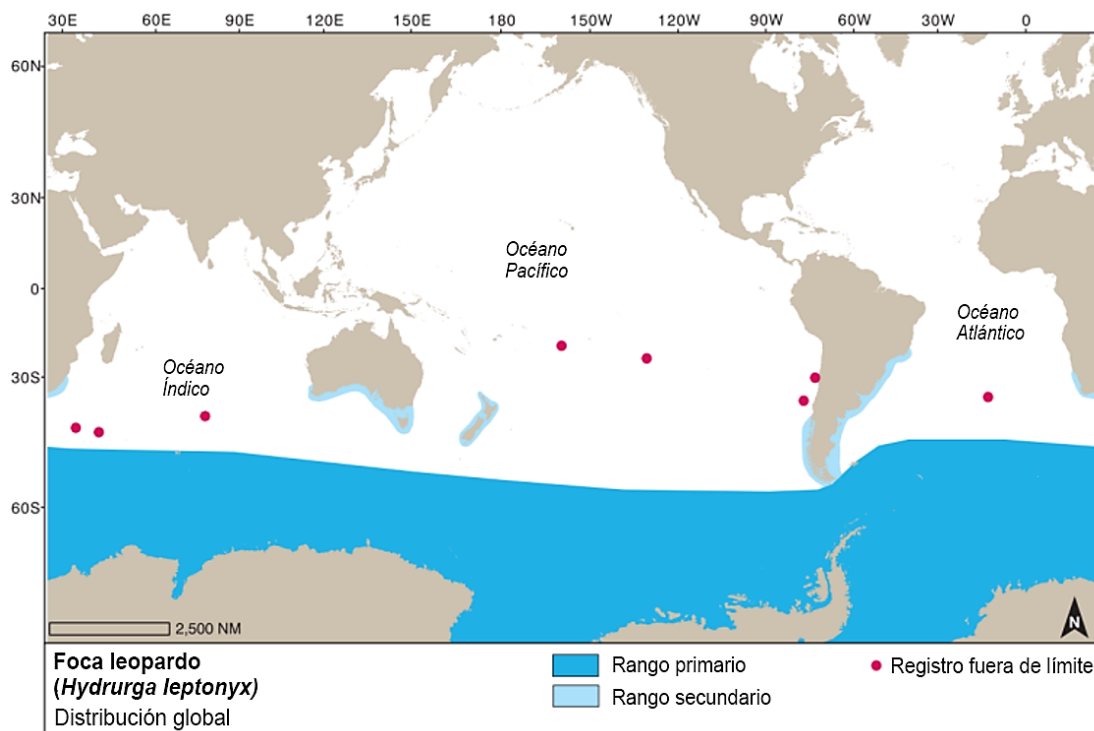 30E 60E 90E 120E 150E 180 150W 120W 90W 60W 30W 0
60N
30N
Océano
Pacífico
0
Océano
Atlántico
Océano
Índico
30S
60S
2,500 NM
N
Foca leopardo
(Hydrurga leptonyx)
Distribución global
Rango primario
Rango secundario
Registro fuera de límite